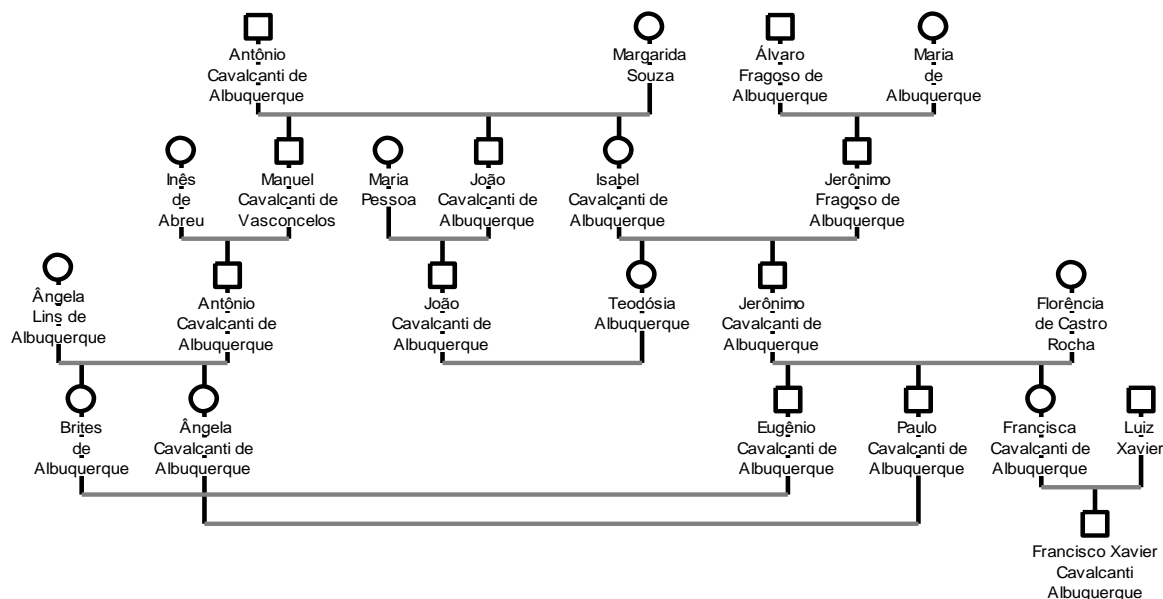 Antônio
Cavalcanti de
Albuquerque
Margarida
Souza
Álvaro
Fragoso de
Albuquerque
Maria
de
Albuquerque
Inês
de
Abreu
Manuel
Cavalcanti de
Vasconcelos
Maria
Pessoa
João
Cavalcanti de
Albuquerque
Isabel
Cavalcanti de
Albuquerque
Jerônimo
Fragoso de
Albuquerque
Ângela
Lins de
Albuquerque
Antônio
Cavalcanti de
Albuquerque
João
Cavalcanti de
Albuquerque
Teodósia
Albuquerque
Jerônimo
Cavalcanti de
Albuquerque
Florência
de Castro
Rocha
Brites
de
Albuquerque
Ângela
Cavalcanti de
Albuquerque
Eugênio
Cavalcanti de
Albuquerque
Paulo
Cavalcanti de
Albuquerque
Francisca
Cavalcanti de
Albuquerque
Luiz
Xavier
Francisco Xavier
Cavalcanti
Albuquerque